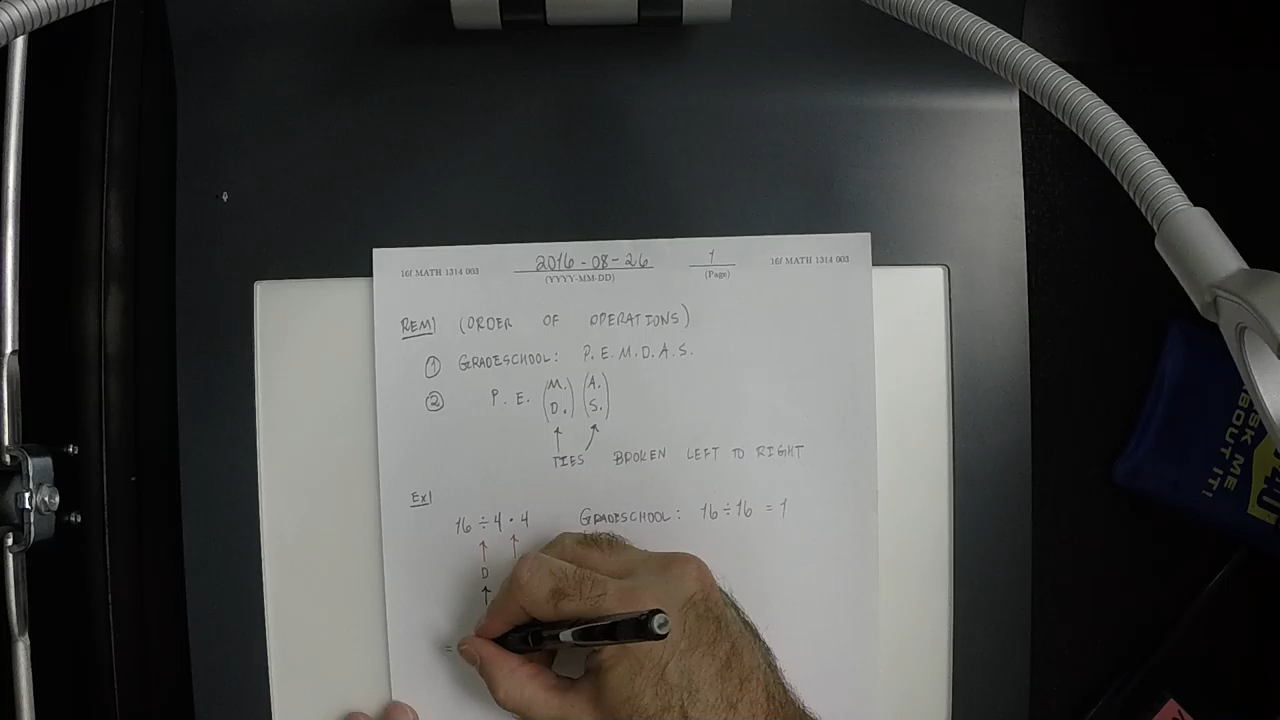 16f MATH 1314 003 2016-08-26 1 16f MATH 1314 003
(YYYY-MM-DD) (Page)
REM (ORDER OF OPERATIONS)
① GRADESCHOOL: P.E.M.D.A.S.
② P. E. (M. D.) (A. S.)
↑ ↑
TIES BROKEN LEFT TO RIGHT
EX
16 ÷ 4 · 4 GRADESCHOOL: 16 ÷ 16 = 1
↑ ↑
D
↑
=
ASK ME
ABOUT IT!